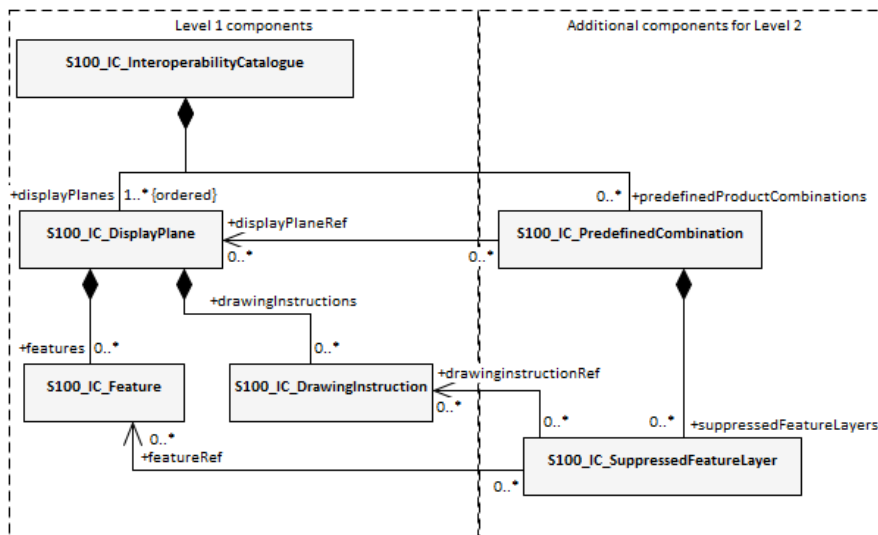 Level 1 components
Additional components for Level 2
S100_IC_InteroperabilityCatalogue
+displayPlanes
1..* {ordered}
0..*
+predefinedProductCombinations
S100_IC_DisplayPlane
+displayPlaneRef
0..*
0..*
S100_IC_PredefinedCombination
+drawingInstructions
+features
0..*
0..*
S100_IC_Feature
S100_IC_DrawingInstruction
+drawinginstructionRef
0..*
0..*
0..*
+suppressedFeatureLayers
0..*
+featureRef
S100_IC_SuppressedFeatureLayer
0..*